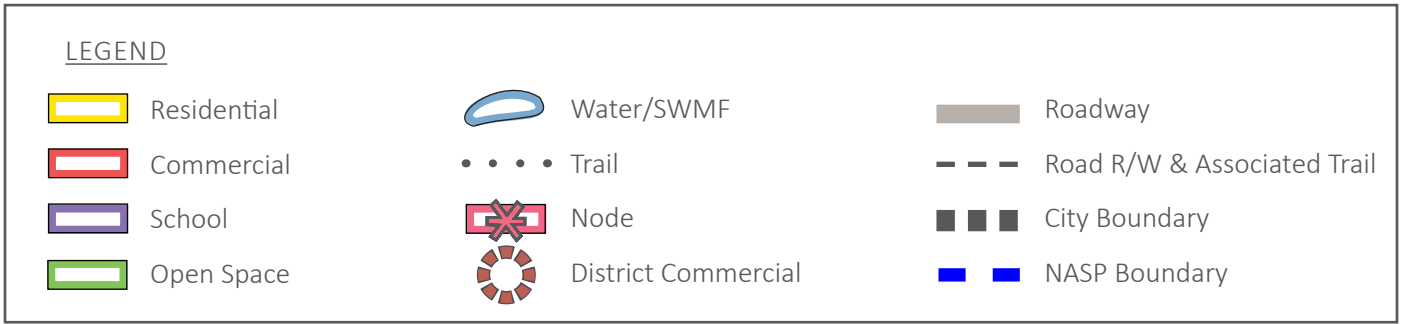 LEGEND
Residential
Commercial
School
Open Space
Water/SWMF
Trail
Node
District Commercial
Roadway
Road R/W & Associated Trail
City Boundary
NASP Boundary